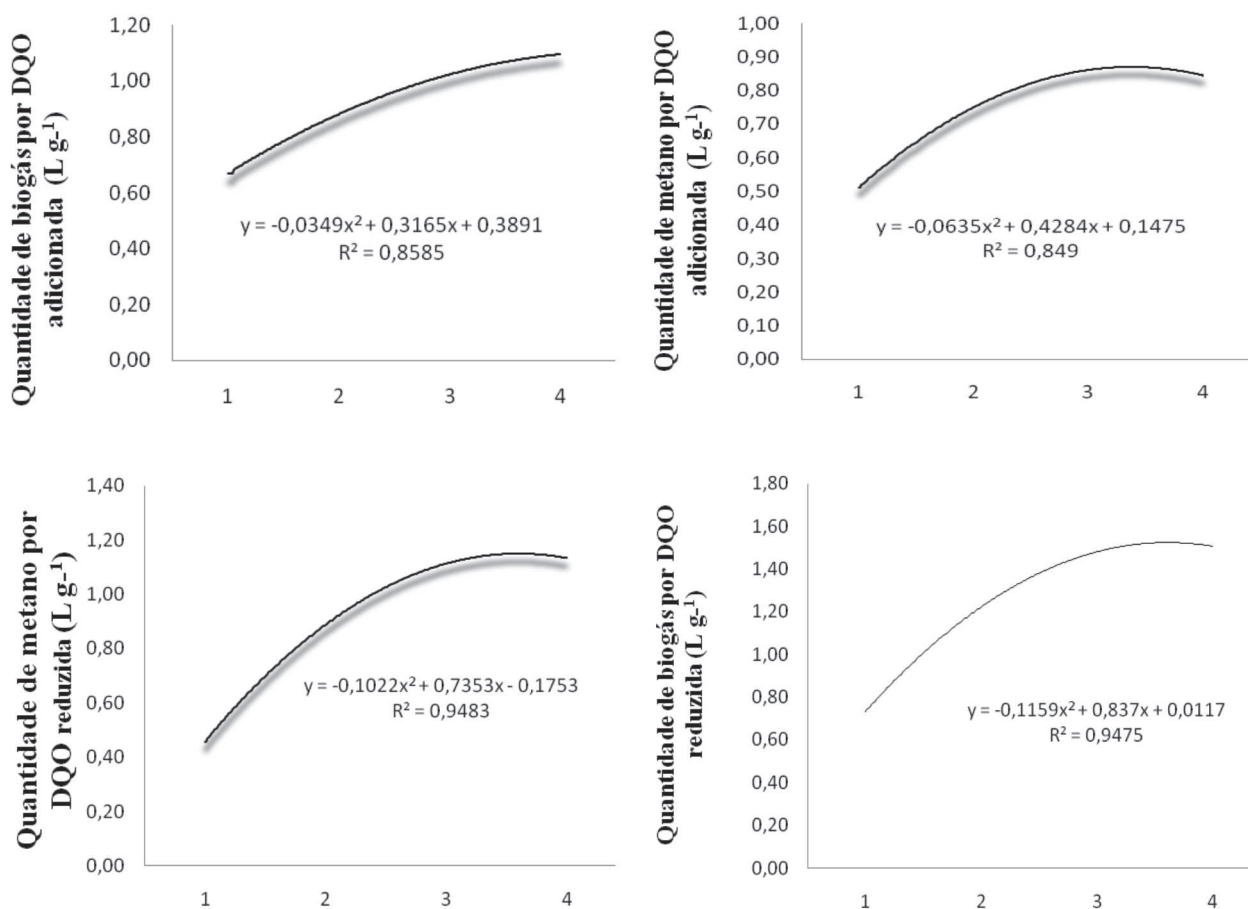 Quantidade de biogás por DQO
adicionada (L g-¹)
1,20
1,00
0,80
0,60
0,40
0,20
0,00
y = -0,0349x² + 0,3165x + 0,3891
R² = 0,8585
1 2 3 4
Quantidade de metano por DQO
adicionada (L g-¹)
1,00
0,90
0,80
0,70
0,60
0,50
0,40
0,30
0,20
0,10
0,00
y = -0,0635x² + 0,4284x + 0,1475
R² = 0,849
1 2 3 4
Quantidade de metano por
DQO reduzida (L g-¹)
1,40
1,20
1,00
0,80
0,60
0,40
0,20
0,00
y = -0,1022x² + 0,7353x - 0,1753
R² = 0,9483
1 2 3 4
Quantidade de biogás por DQO
reduzida (L g-¹)
1,80
1,60
1,40
1,20
1,00
0,80
0,60
0,40
0,20
0,00
y = -0,1159x² + 0,837x + 0,0117
R² = 0,9475
1 2 3 4